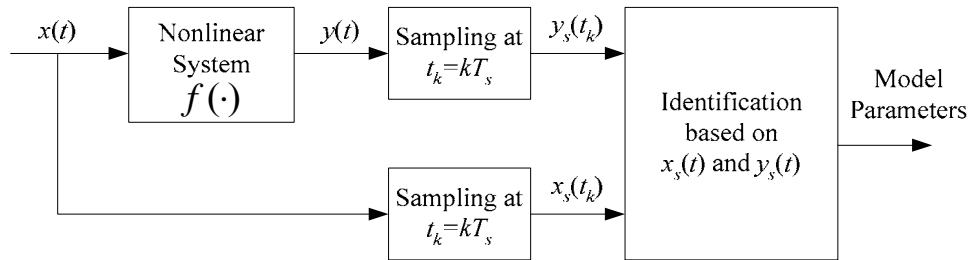 x(t)
Nonlinear
System
f(·)
y(t)
Sampling at
t_k=kT_s
y_s(t_k)
Identification
based on
x_s(t) and y_s(t)
Model
Parameters
Sampling at
t_k=kT_s
x_s(t_k)